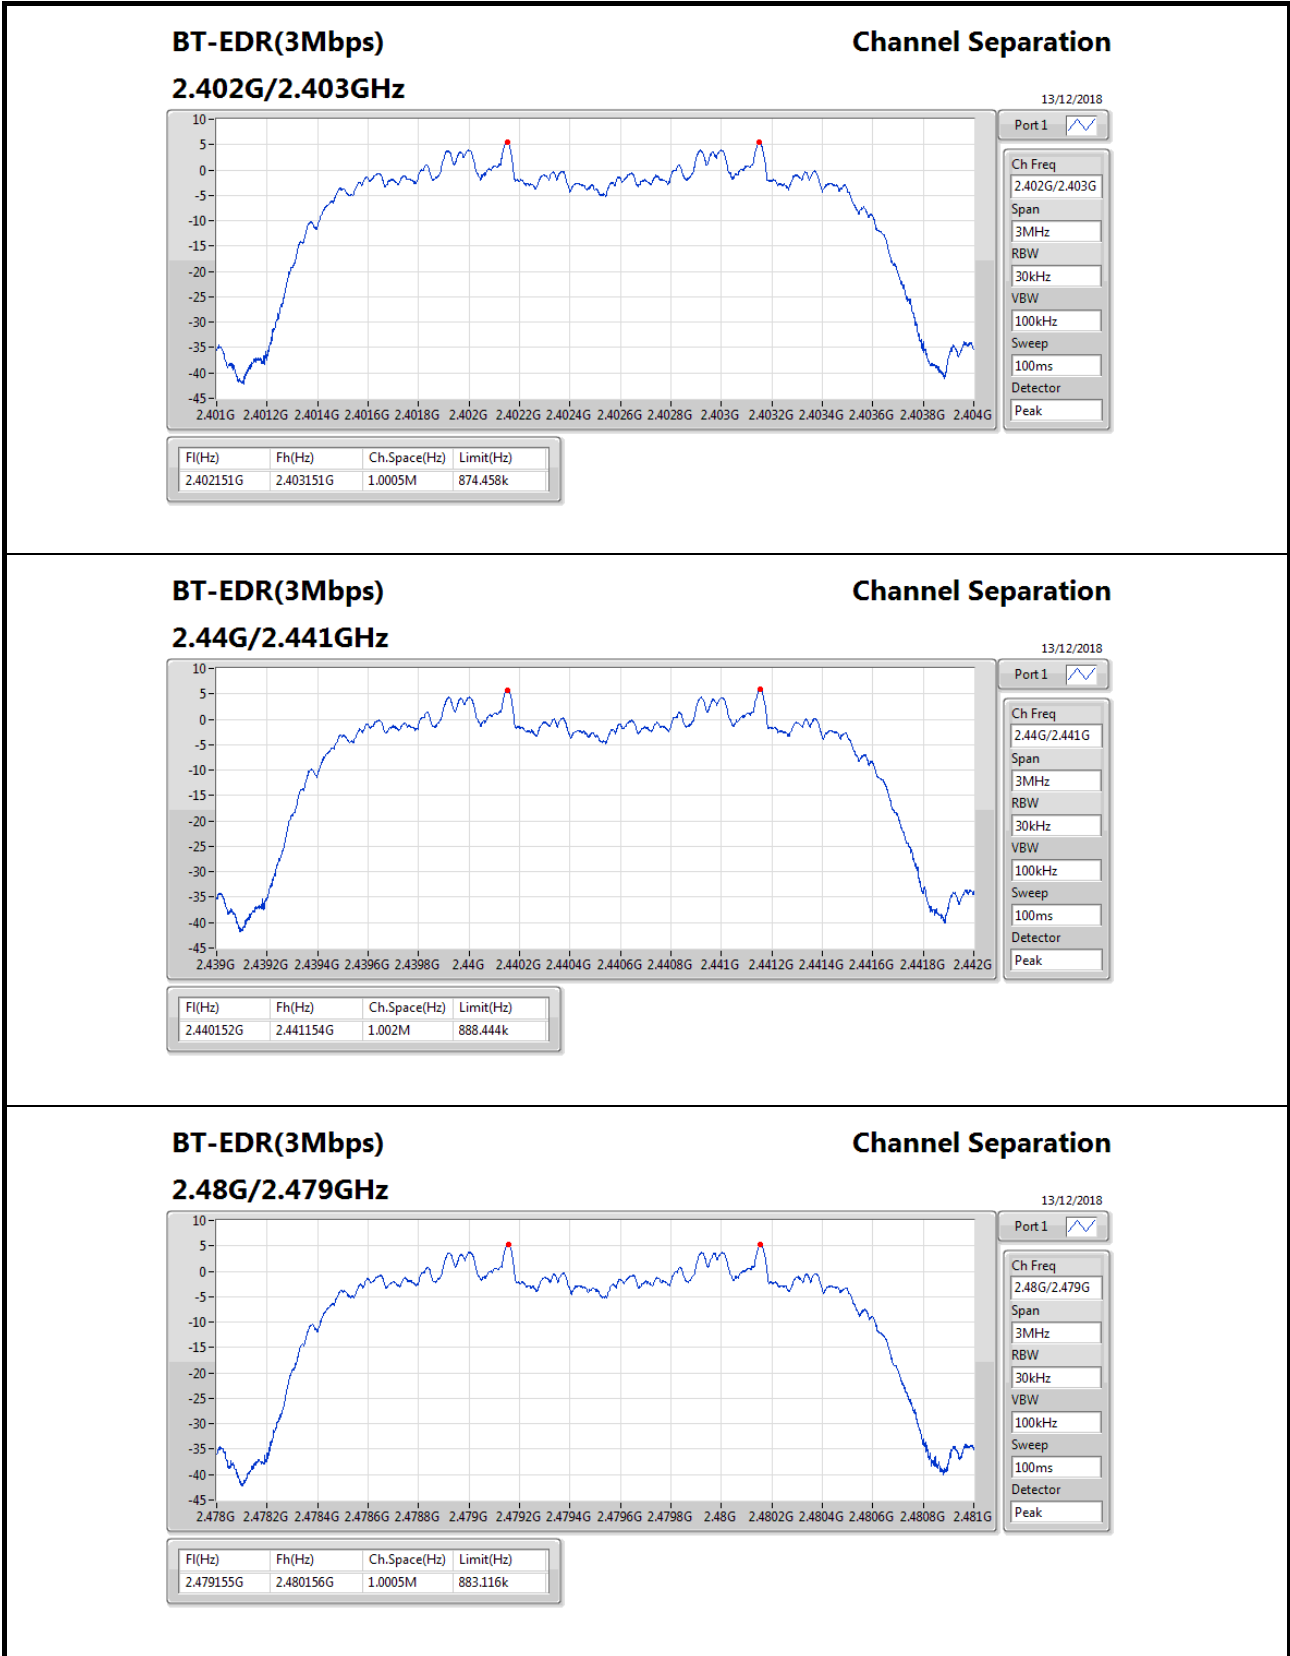 BT-EDR(3Mbps) Channel Separation
2.402G/2.403GHz
13/12/2018
10
5
0
-5
-10
-15
-20
-25
-30
-35
-40
-45
2.401G 2.4012G 2.4014G 2.4016G 2.4018G 2.402G 2.4022G 2.4024G 2.4026G 2.4028G 2.403G 2.4032G 2.4034G 2.4036G 2.4038G 2.404G
Port 1
Ch Freq
2.402G/2.403G
Span
3MHz
RBW
30kHz
VBW
100kHz
Sweep
100ms
Detector
Peak
Fl(Hz) Fh(Hz) Ch.Space(Hz) Limit(Hz)
2.402151G 2.403151G 1.0005M 874.458k
BT-EDR(3Mbps) Channel Separation
2.44G/2.441GHz
13/12/2018
10
5
0
-5
-10
-15
-20
-25
-30
-35
-40
-45
2.439G 2.4392G 2.4394G 2.4396G 2.4398G 2.44G 2.4402G 2.4404G 2.4406G 2.4408G 2.441G 2.4412G 2.4414G 2.4416G 2.4418G 2.442G
Port 1
Ch Freq
2.44G/2.441G
Span
3MHz
RBW
30kHz
VBW
100kHz
Sweep
100ms
Detector
Peak
Fl(Hz) Fh(Hz) Ch.Space(Hz) Limit(Hz)
2.440152G 2.441154G 1.002M 888.444k
BT-EDR(3Mbps) Channel Separation
2.48G/2.479GHz
13/12/2018
10
5
0
-5
-10
-15
-20
-25
-30
-35
-40
-45
2.478G 2.4782G 2.4784G 2.4786G 2.4788G 2.479G 2.4792G 2.4794G 2.4796G 2.4798G 2.48G 2.4802G 2.4804G 2.4806G 2.4808G 2.481G
Port 1
Ch Freq
2.48G/2.479G
Span
3MHz
RBW
30kHz
VBW
100kHz
Sweep
100ms
Detector
Peak
Fl(Hz) Fh(Hz) Ch.Space(Hz) Limit(Hz)
2.479155G 2.480156G 1.0005M 883.116k